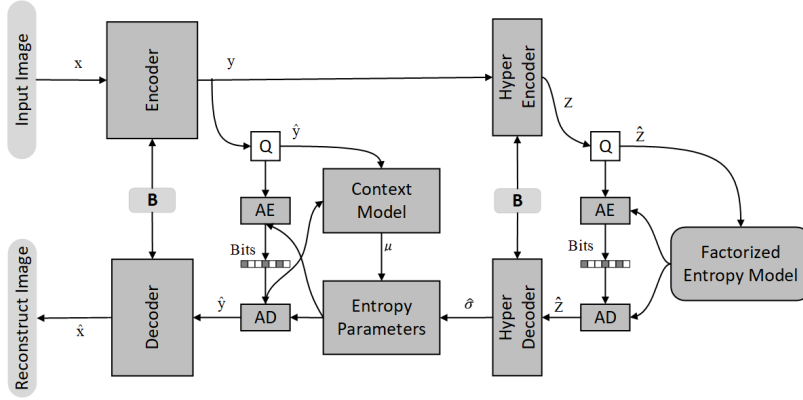 Input Image
x
Encoder
y
Hyper
Encoder
Z
Q
ŷ
Q
Ẑ
B
AE
Context
Model
B
AE
Bits
μ
Bits
Factorized
Entropy Model
Reconstruct Image
x̂
Decoder
ŷ
AD
Entropy
Parameters
σ̂
Hyper
Decoder
Ẑ
AD